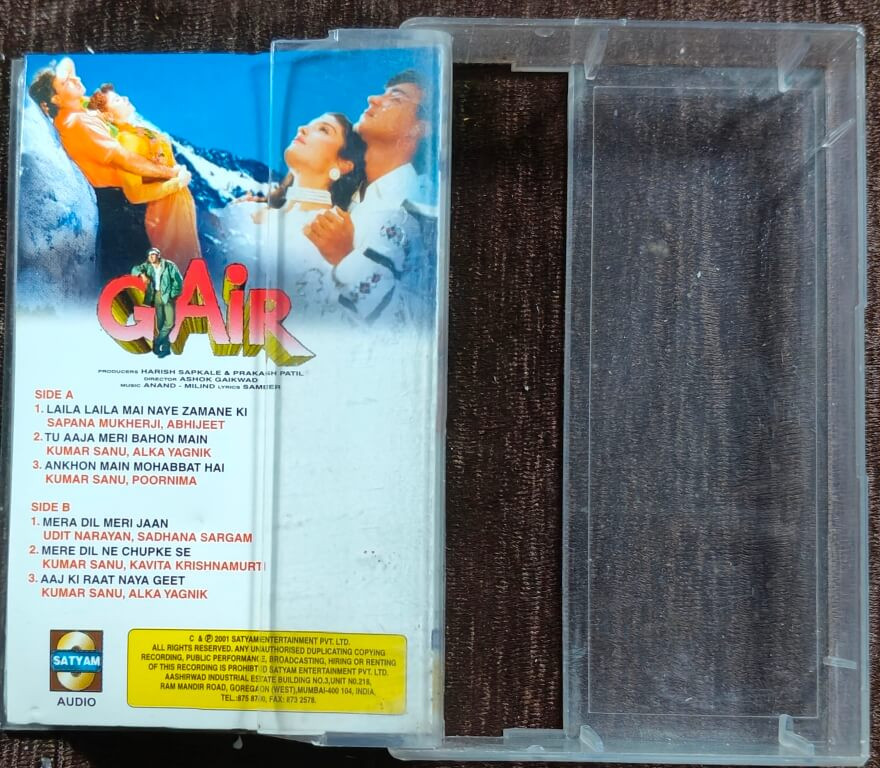 GAIR
PRODUCERS HARISH SAPKALE & PRAKASH PATIL
DIRECTOR ASHOK GAIKWAD
MUSIC ANAND - MILIND LYRICS SAMEER
SIDE A
1. LAILA LAILA MAI NAYE ZAMANE KI
SAPANA MUKHERJI, ABHIJEET
2. TU AAJA MERI BAHON MAIN
KUMAR SANU, ALKA YAGNIK
3. ANKHON MAIN MOHABBAT HAI
KUMAR SANU, POORNIMA
SIDE B
1. MERA DIL MERI JAAN
UDIT NARAYAN, SADHANA SARGAM
2. MERE DIL NE CHUPKE SE
KUMAR SANU, KAVITA KRISHNAMURTI
3. AAJ KI RAAT NAYA GEET
KUMAR SANU, ALKA YAGNIK
SATYAM
AUDIO
C & ℗ 2001 SATYAM ENTERTAINMENT PVT. LTD.
ALL RIGHTS RESERVED. ANY UNAUTHORISED DUPLICATING COPYING
RECORDING, PUBLIC PERFORMANCE, BROADCASTING, HIRING OR RENTING
OF THIS RECORDING IS PROHIBTID SATYAM ENTERTAINMENT PVT. LTD.
AASHIRWAD INDUSTRIAL ESTATE BUILDING NO.3,UNIT NO.218,
RAM MANDIR ROAD, GOREGAON (WEST),MUMBAI-400 104, INDIA,
TEL.: FAX: 873 2578.